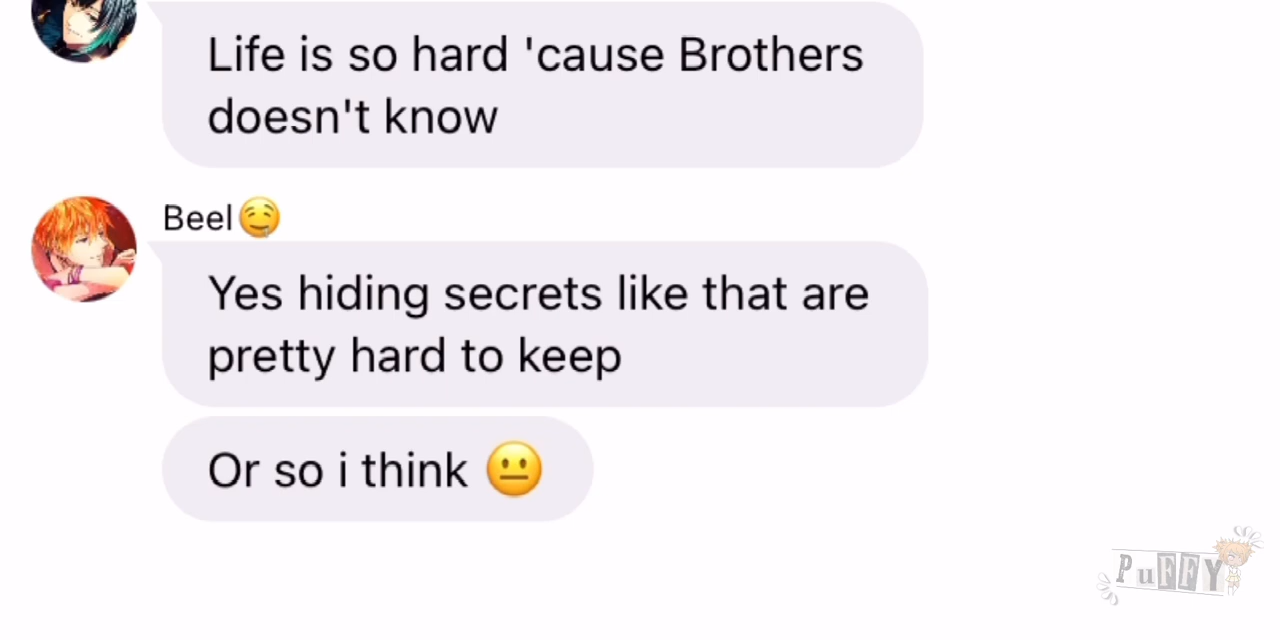 Life is so hard 'cause Brothers
doesn't know
Beel🤤
Yes hiding secrets like that are
pretty hard to keep
Or so i think 😐
PuFFY